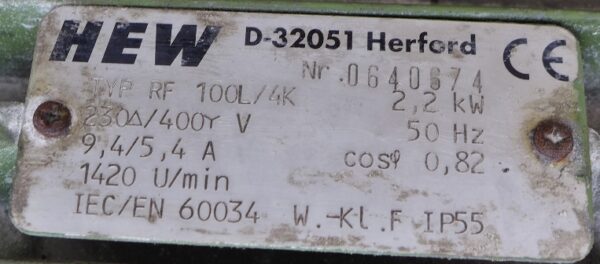 HEW D-32051 Herford CE
Nr. 0640674
TYP RF 100L/4K 2,2 kW
230Δ/400Y V 50 Hz
9,4/5,4 A cosφ 0,82
1420 U/min
IEC/EN 60034 W.-Kl.F IP55